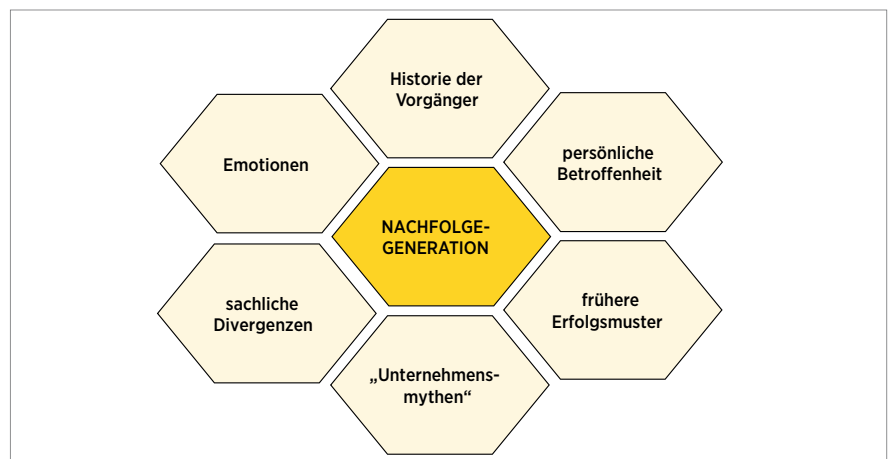 Historie der
Vorgänger
persönliche
Betroffenheit
Emotionen
NACHFOLGE-
GENERATION
frühere
Erfolgsmuster
sachliche
Divergenzen
„Unternehmens-
mythen“